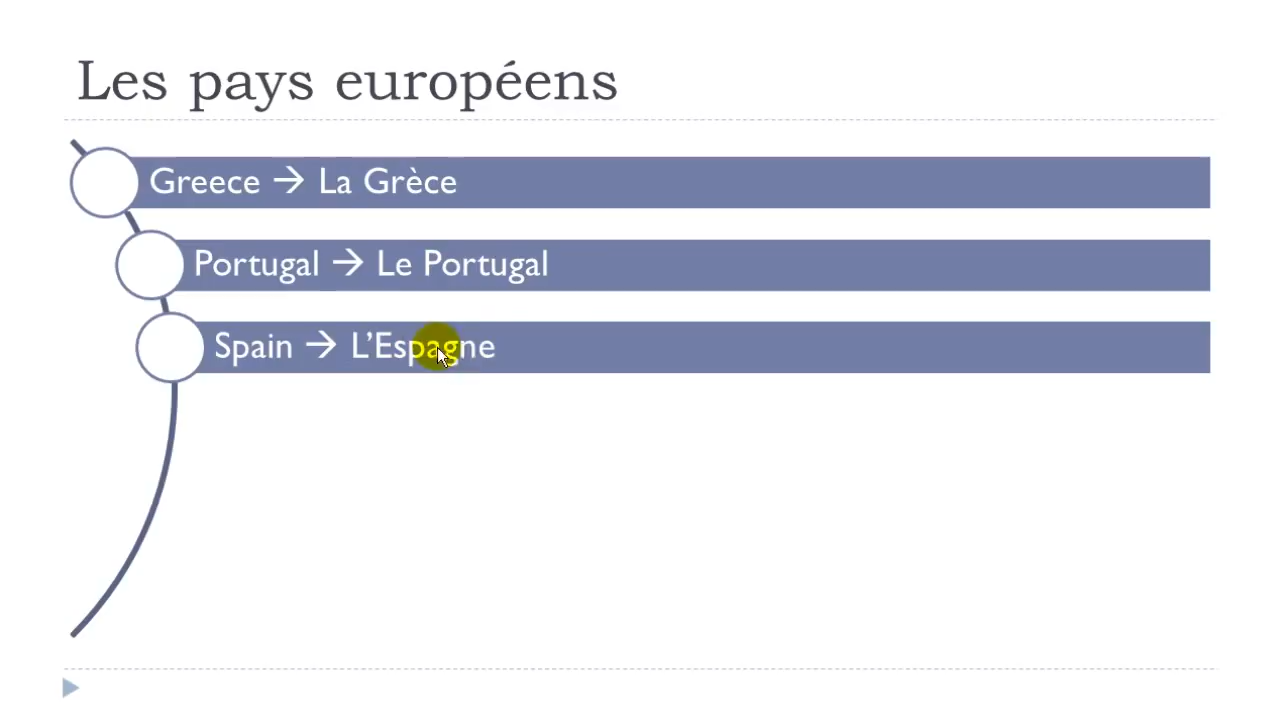 Les pays européens
Greece → La Grèce
Portugal → Le Portugal
Spain → L’Espagne